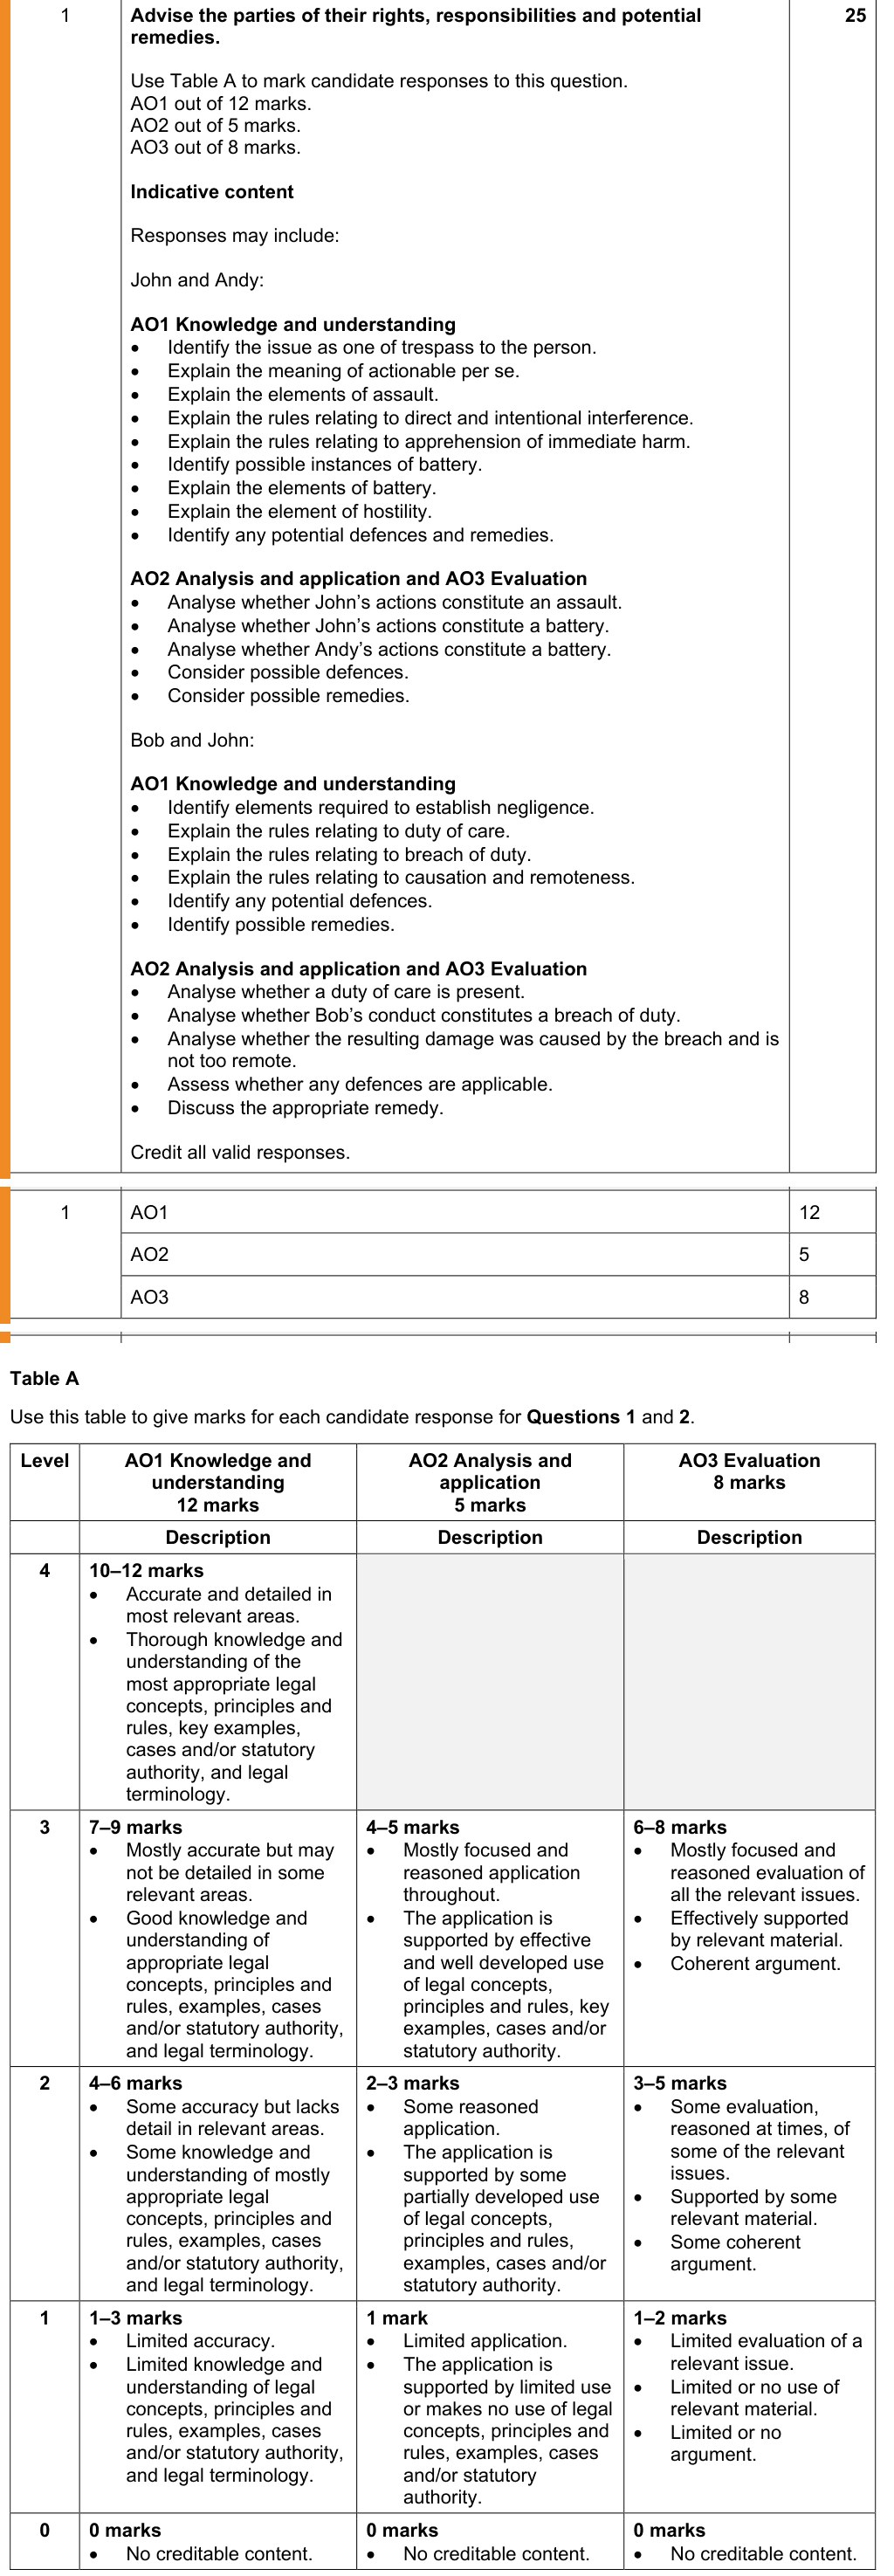 1
Advise the parties of their rights, responsibilities and potential
remedies.
25
Use Table A to mark candidate responses to this question.
AO1 out of 12 marks.
AO2 out of 5 marks.
AO3 out of 8 marks.
Indicative content
Responses may include:
John and Andy:
AO1 Knowledge and understanding
• Identify the issue as one of trespass to the person.
• Explain the meaning of actionable per se.
• Explain the elements of assault.
• Explain the rules relating to direct and intentional interference.
• Explain the rules relating to apprehension of immediate harm.
• Identify possible instances of battery.
• Explain the elements of battery.
• Explain the element of hostility.
• Identify any potential defences and remedies.
AO2 Analysis and application and AO3 Evaluation
• Analyse whether John's actions constitute an assault.
• Analyse whether John's actions constitute a battery.
• Analyse whether Andy's actions constitute a battery.
• Consider possible defences.
• Consider possible remedies.
Bob and John:
AO1 Knowledge and understanding
• Identify elements required to establish negligence.
• Explain the rules relating to duty of care.
• Explain the rules relating to breach of duty.
• Explain the rules relating to causation and remoteness.
• Identify any potential defences.
• Identify possible remedies.
AO2 Analysis and application and AO3 Evaluation
• Analyse whether a duty of care is present.
• Analyse whether Bob's conduct constitutes a breach of duty.
• Analyse whether the resulting damage was caused by the breach and is
not too remote.
• Assess whether any defences are applicable.
• Discuss the appropriate remedy.
Credit all valid responses.
1
AO1
12
AO2
5
AO3
8
Table A
Use this table to give marks for each candidate response for Questions 1 and 2.
Level
AO1 Knowledge and
understanding
12 marks
AO2 Analysis and
application
5 marks
AO3 Evaluation
8 marks
Description
Description
Description
4
10–12 marks
• Accurate and detailed in
most relevant areas.
• Thorough knowledge and
understanding of the
most appropriate legal
concepts, principles and
rules, key examples,
cases and/or statutory
authority, and legal
terminology.
3
7–9 marks
• Mostly accurate but may
not be detailed in some
relevant areas.
• Good knowledge and
understanding of
appropriate legal
concepts, principles and
rules, examples, cases
and/or statutory authority,
and legal terminology.
4–5 marks
• Mostly focused and
reasoned application
throughout.
• The application is
supported by effective
and well developed use
of legal concepts,
principles and rules, key
examples, cases and/or
statutory authority.
6–8 marks
• Mostly focused and
reasoned evaluation of
all the relevant issues.
• Effectively supported
by relevant material.
• Coherent argument.
2
4–6 marks
• Some accuracy but lacks
detail in relevant areas.
• Some knowledge and
understanding of mostly
appropriate legal
concepts, principles and
rules, examples, cases
and/or statutory authority,
and legal terminology.
2–3 marks
• Some reasoned
application.
• The application is
supported by some
partially developed use
of legal concepts,
principles and rules,
examples, cases and/or
statutory authority.
3–5 marks
• Some evaluation,
reasoned at times, of
some of the relevant
issues.
• Supported by some
relevant material.
• Some coherent
argument.
1
1–3 marks
• Limited accuracy.
• Limited knowledge and
understanding of legal
concepts, principles and
rules, examples, cases
and/or statutory authority,
and legal terminology.
1 mark
• Limited application.
• The application is
supported by limited use
or makes no use of legal
concepts, principles and
rules, examples, cases
and/or statutory
authority.
1–2 marks
• Limited evaluation of a
relevant issue.
• Limited or no use of
relevant material.
• Limited or no
argument.
0
0 marks
• No creditable content.
0 marks
• No creditable content.
0 marks
• No creditable content.